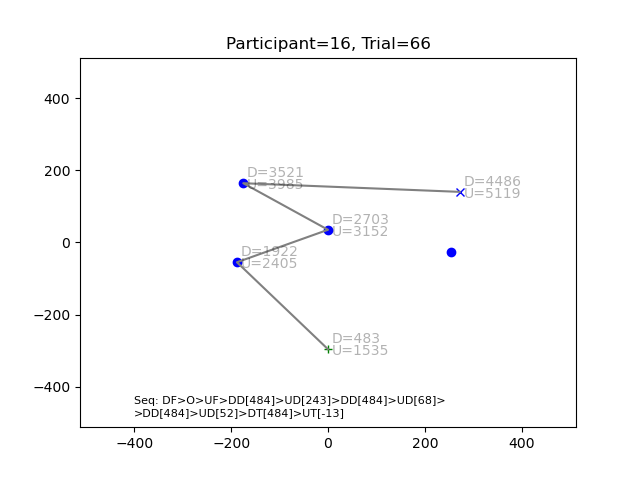 Participant=16, Trial=66
400
200
0
−200
−400
D=3521
U=3985
D=4486
U=5119
D=2703
U=3152
D=1922
U=2405
D=483
U=1535
Seq: DF>O>UF>DD[484]>UD[243]>DD[484]>UD[68]>
>DD[484]>UD[52]>DT[484]>UT[-13]
−400 −200 0 200 400